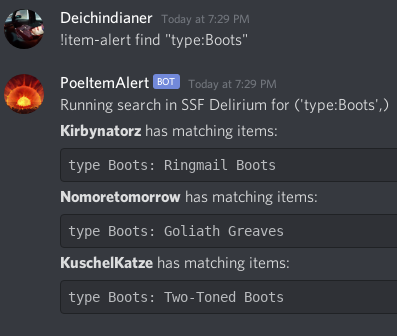 Deichindianer Today at 7:29 PM
!item-alert find "type:Boots"
PoeItemAlert BOT Today at 7:29 PM
Running search in SSF Delirium for ('type:Boots',)
Kirbynatorz has matching items:
type Boots: Ringmail Boots
Nomoretomorrow has matching items:
type Boots: Goliath Greaves
KuschelKatze has matching items:
type Boots: Two-Toned Boots